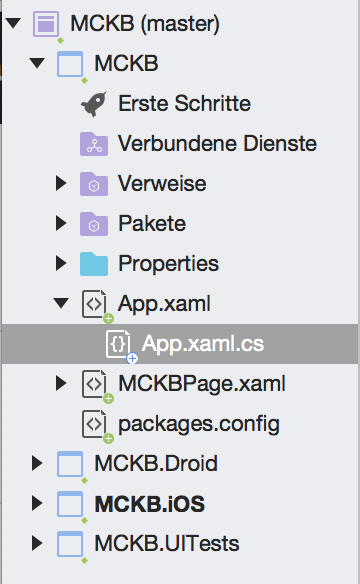 MCKB (master)
MCKB
Erste Schritte
Verbundene Dienste
Verweise
Pakete
Properties
App.xaml
App.xaml.cs
MCKBPage.xaml
packages.config
MCKB.Droid
MCKB.iOS
MCKB.UITests